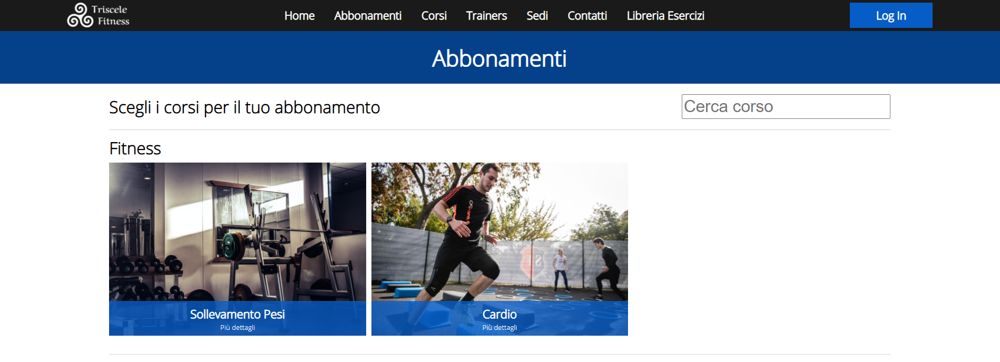 Triscele
Fitness
Home Abbonamenti Corsi Trainers Sedi Contatti Libreria Esercizi
Log In
Abbonamenti
Scegli i corsi per il tuo abbonamento
Cerca corso
Fitness
Sollevamento Pesi
Più dettagli
Cardio
Più dettagli